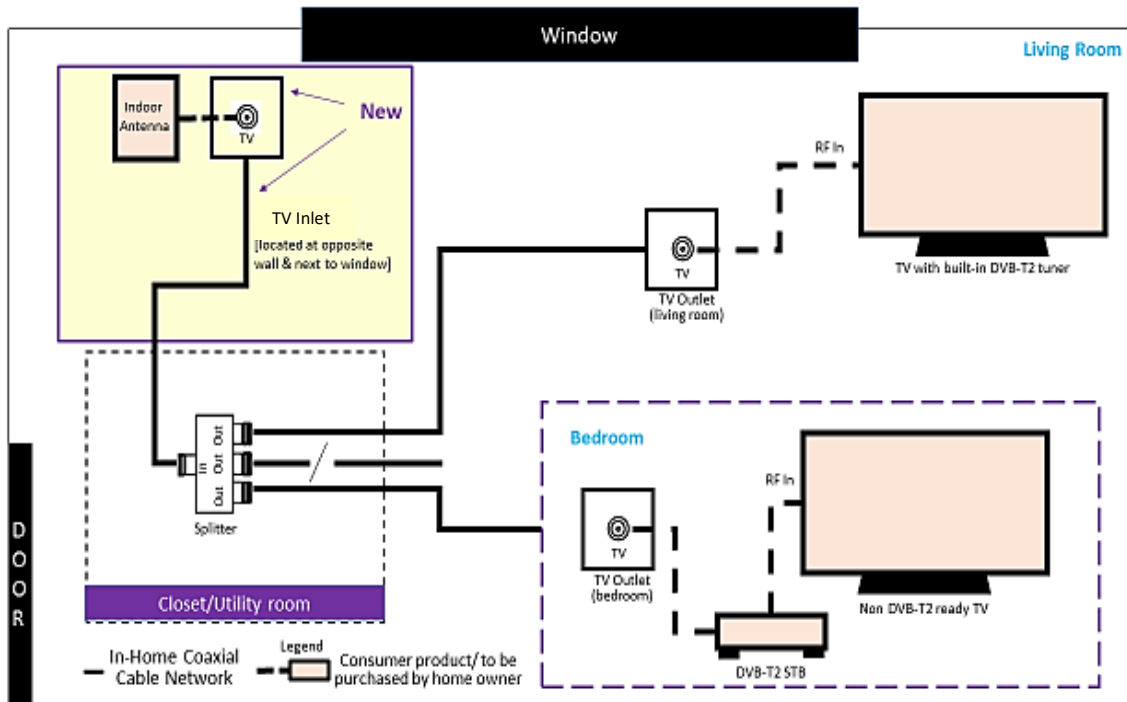 Window
Living Room
Indoor
Antenna
TV
New
TV Inlet
[located at opposite
wall & next to window]
RF In
TV
TV Outlet
(living room)
TV with built-in DVB-T2 tuner
Out
Out
Out
In
Splitter
Closet/Utility room
DOOR
Bedroom
RF In
TV
TV Outlet
(bedroom)
Non DVB-T2 ready TV
DVB-T2 STB
Legend
In-Home Coaxial
Cable Network
Consumer product/ to be
purchased by home owner